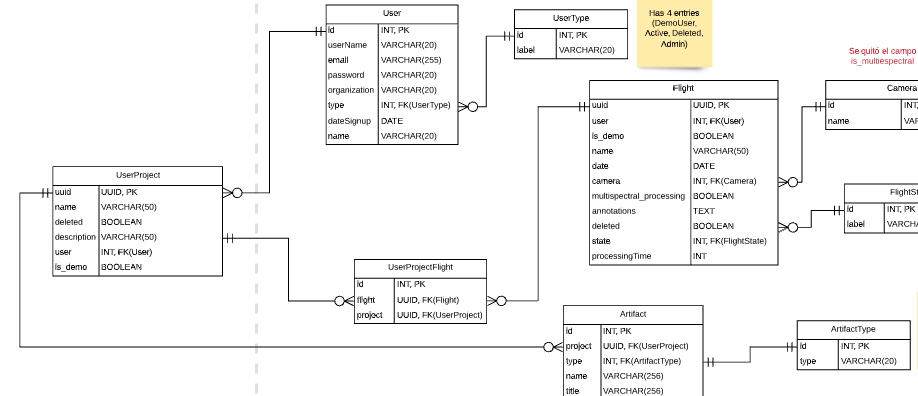 User
Id INT, PK
userName VARCHAR(20)
email VARCHAR(255)
password VARCHAR(20)
organization VARCHAR(20)
type INT, FK(UserType)
dateSignup DATE
name VARCHAR(20)
UserType
Id INT, PK
label VARCHAR(20)
Has 4 entries
(DemoUser,
Active, Deleted,
Admin)
Se quitó el campo
is_multiespectral
Flight
uuid UUID, PK
user INT, FK(User)
is_demo BOOLEAN
name VARCHAR(50)
date DATE
camera INT, FK(Camera)
multispectral_processing BOOLEAN
annotations TEXT
deleted BOOLEAN
state INT, FK(FlightState)
processingTime INT
Camera
Id INT,
name VAR
FlightSt
Id INT, PK
label VARCHA
UserProject
uuid UUID, PK
name VARCHAR(50)
deleted BOOLEAN
description VARCHAR(50)
user INT, FK(User)
is_demo BOOLEAN
UserProjectFlight
Id INT, PK
flight UUID, FK(Flight)
project UUID, FK(UserProject)
Artifact
Id INT, PK
project UUID, FK(UserProject)
type INT, FK(ArtifactType)
name VARCHAR(256)
title VARCHAR(256)
ArtifactType
Id INT, PK
type VARCHAR(20)